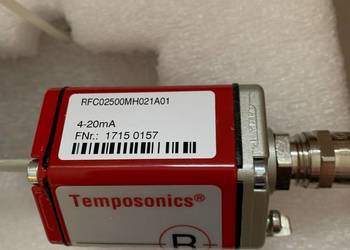 RFC02500MH021A01
4-20mA
FNr.: 1715 0157
Temposonics®
R